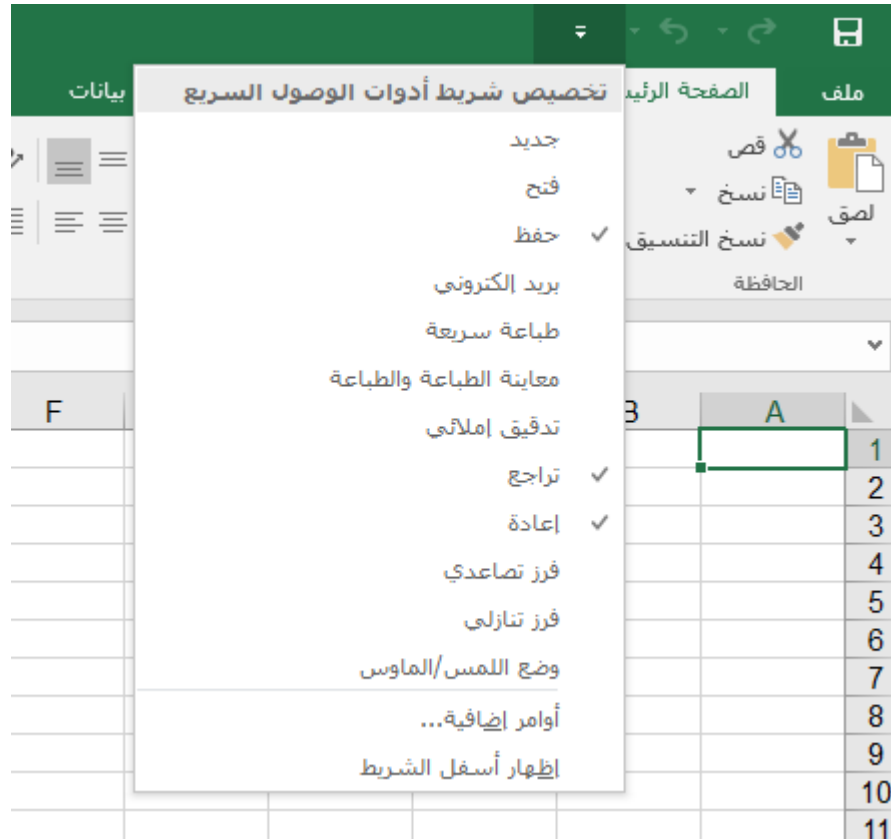 ملف
الصفحة الرئيس
بيانات
تخصيص شريط أدوات الوصول السريع
جديد
فتح
حفظ
بريد إلكتروني
طباعة سريعة
معاينة الطباعة والطباعة
تدقيق إملائي
تراجع
إعادة
فرز تصاعدي
فرز تنازلي
وضع اللمس/الماوس
أوامر إضافية...
إظهار أسفل الشريط
لصق
قص
نسخ
نسخ التنسيق
الحافظة
A
B
F
1
2
3
4
5
6
7
8
9
10
11